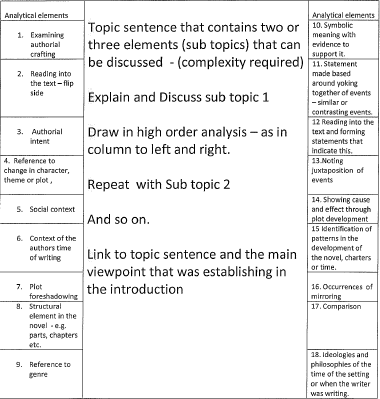 Analytical elements
1. Examining
authorial
crafting
2. Reading into
the text – flip
side
3. Authorial
intent
4. Reference to
change in character,
theme or plot ,
5. Social context
6. Context of the
authors time
of writing
7. Plot
foreshadowing
8. Structural
element in the
novel - e.g.
parts, chapters
etc.
9. Reference to
genre
Topic sentence that contains two or
three elements (sub topics) that can
be discussed - (complexity required)
Explain and Discuss sub topic 1
Draw in high order analysis – as in
column to left and right.
Repeat with Sub topic 2
And so on.
Link to topic sentence and the main
viewpoint that was establishing in
the introduction
Analytical elements
10. Symbolic
meaning with
evidence to
support it.
11. Statement
made based
around yoking
together of events
– similar or
contrasting events.
12 Reading into the
text and forming
statements that
indicate this.
13.Noting
juxtaposition of
events
14. Showing cause
and effect through
plot development
15 Identification of
patterns in the
development of
the novel, charters
or time.
16. Occurrences of
mirroring
17. Comparison
18. Ideologies and
philosophies of the
time of the setting
or when the writer
was writing.